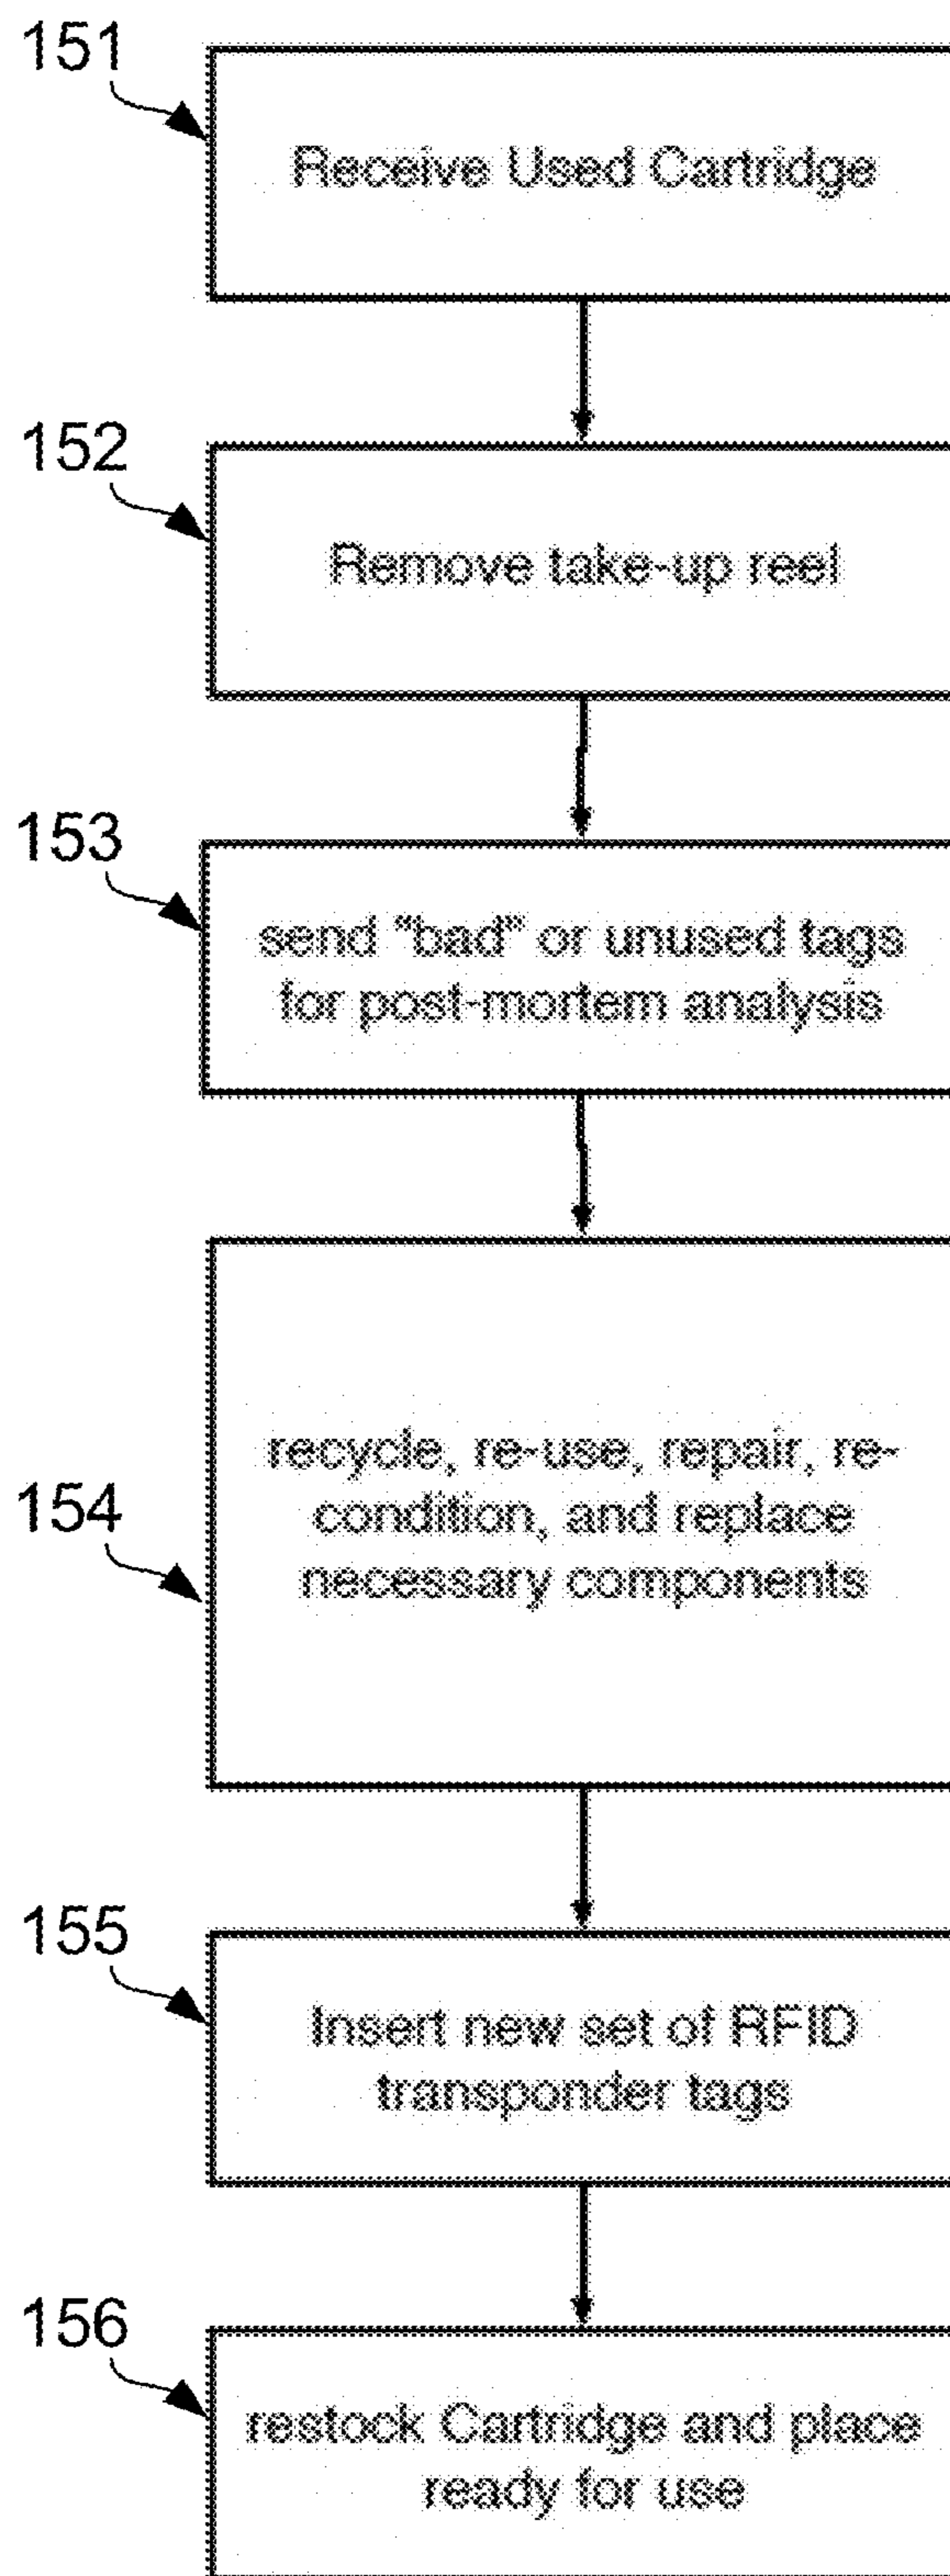 151
Receive Used Cartridge
152
Remove take-up reel
153
send "bad" or unused tags
for post-mortem analysis
154
recycle, re-use, repair, re-
condition, and replace
necessary components
155
Insert new set of RFID
transponder tags
156
restock Cartridge and place
ready for use